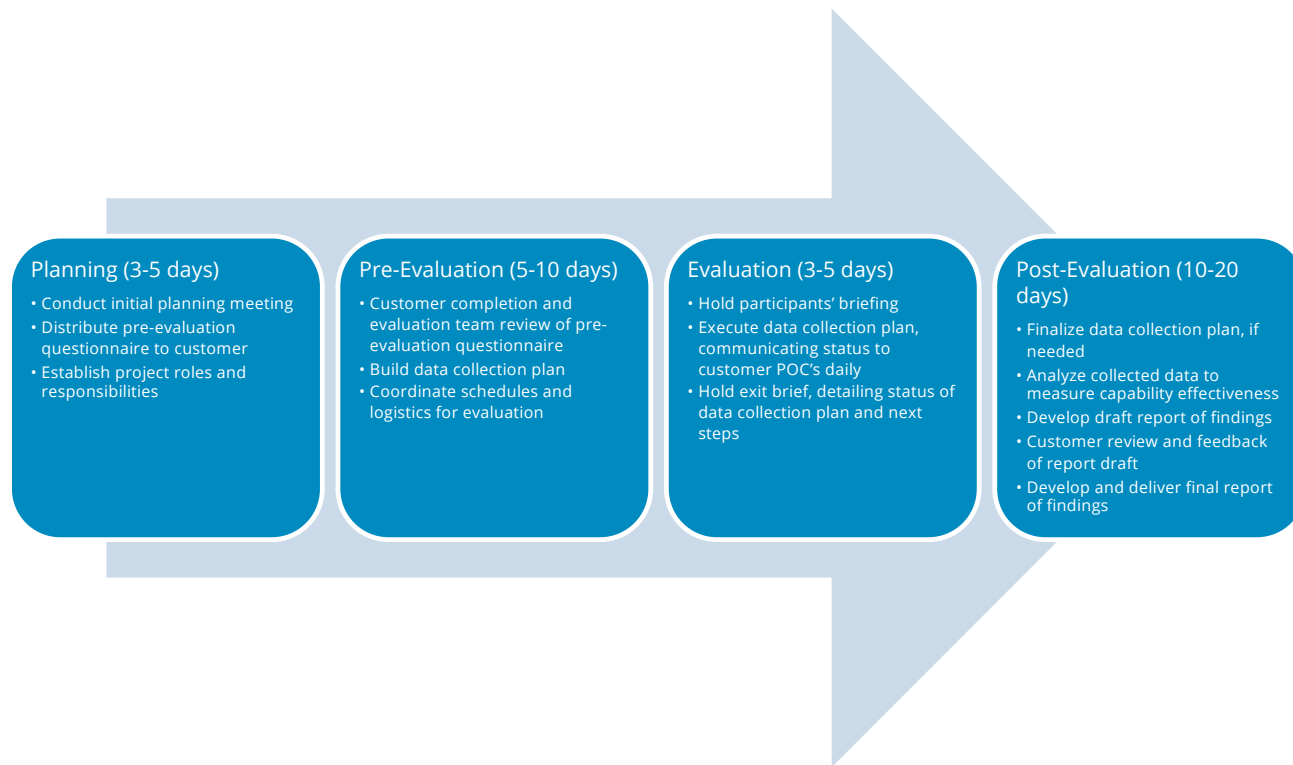 Planning (3-5 days)
• Conduct initial planning meeting
• Distribute pre-evaluation
questionnaire to customer
• Establish project roles and
responsibilities
Pre-Evaluation (5-10 days)
• Customer completion and
evaluation team review of pre-
evaluation questionnaire
• Build data collection plan
• Coordinate schedules and
logistics for evaluation
Evaluation (3-5 days)
• Hold participants’ briefing
• Execute data collection plan,
communicating status to
customer POC’s daily
• Hold exit brief, detailing status of
data collection plan and next
steps
Post-Evaluation (10-20
days)
• Finalize data collection plan, if
needed
• Analyze collected data to
measure capability effectiveness
• Develop draft report of findings
• Customer review and feedback
of report draft
• Develop and deliver final report
of findings